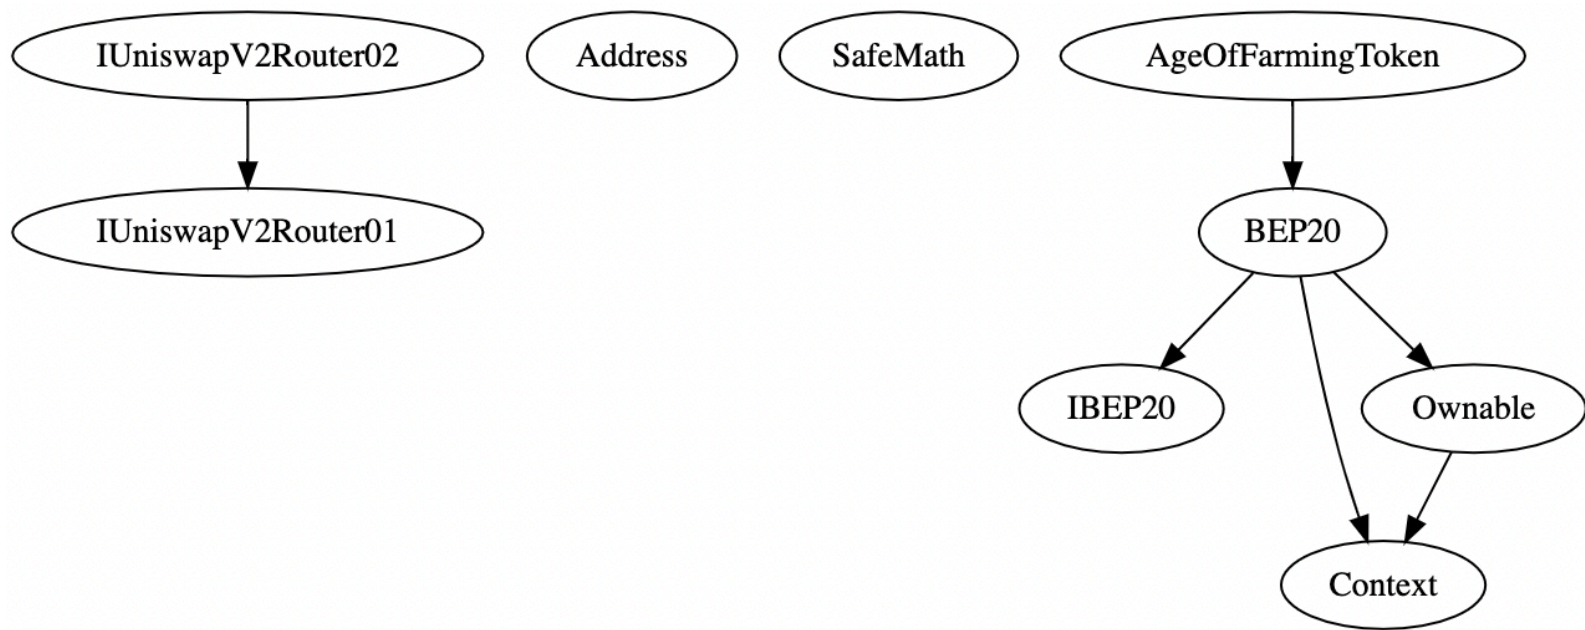 IUniswapV2Router02
Address
SafeMath
AgeOfFarmingToken
IUniswapV2Router01
BEP20
IBEP20
Ownable
Context